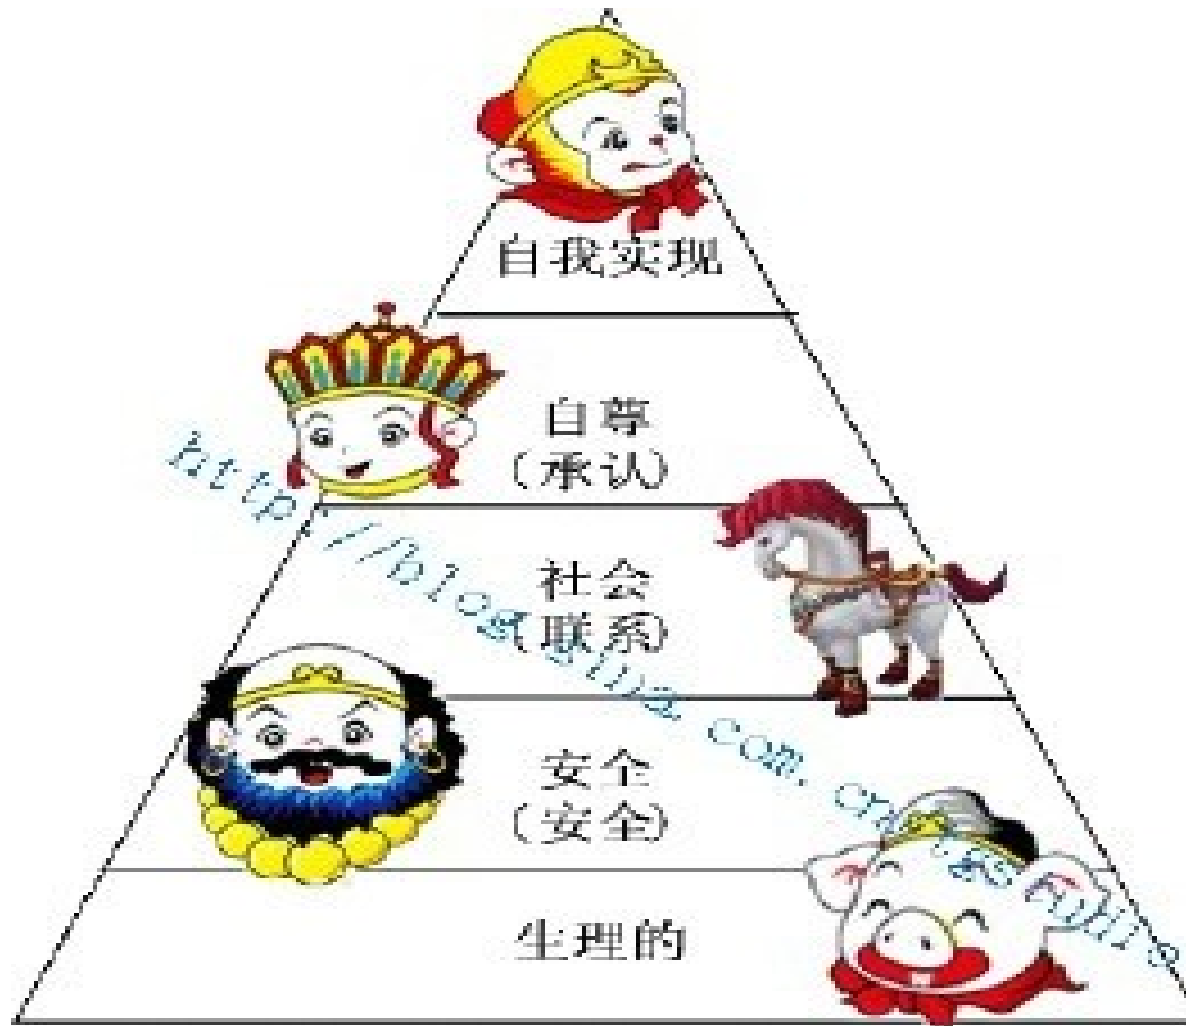 自我实现
自尊
(承认)
社会
(联系)
安全
(安全)
生理的